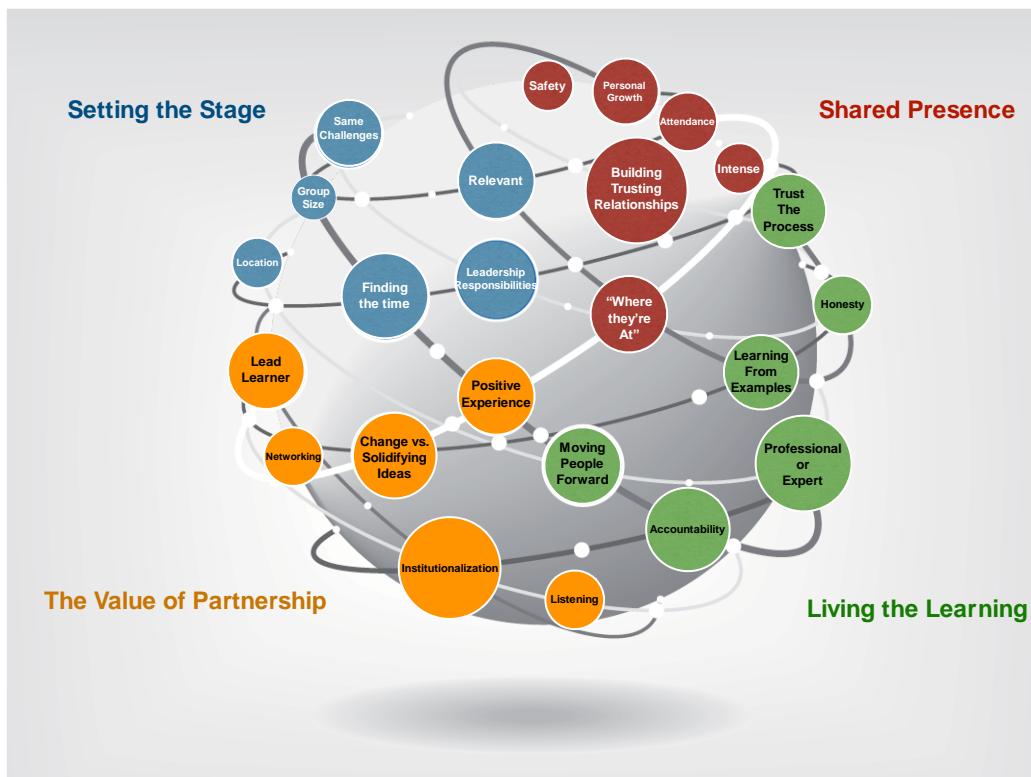 Setting the Stage
Same
Challenges
Group
Size
Location
Relevant
Finding
the time
Leadership
Responsibilities
Shared Presence
Safety
Personal
Growth
Attendance
Intense
Building
Trusting
Relationships
“Where
they’re
At”
The Value of Partnership
Lead
Learner
Networking
Change vs.
Solidifying
Ideas
Positive
Experience
Institutionalization
Listening
Living the Learning
Trust
The
Process
Honesty
Learning
From
Examples
Professional
or
Expert
Moving
People
Forward
Accountability